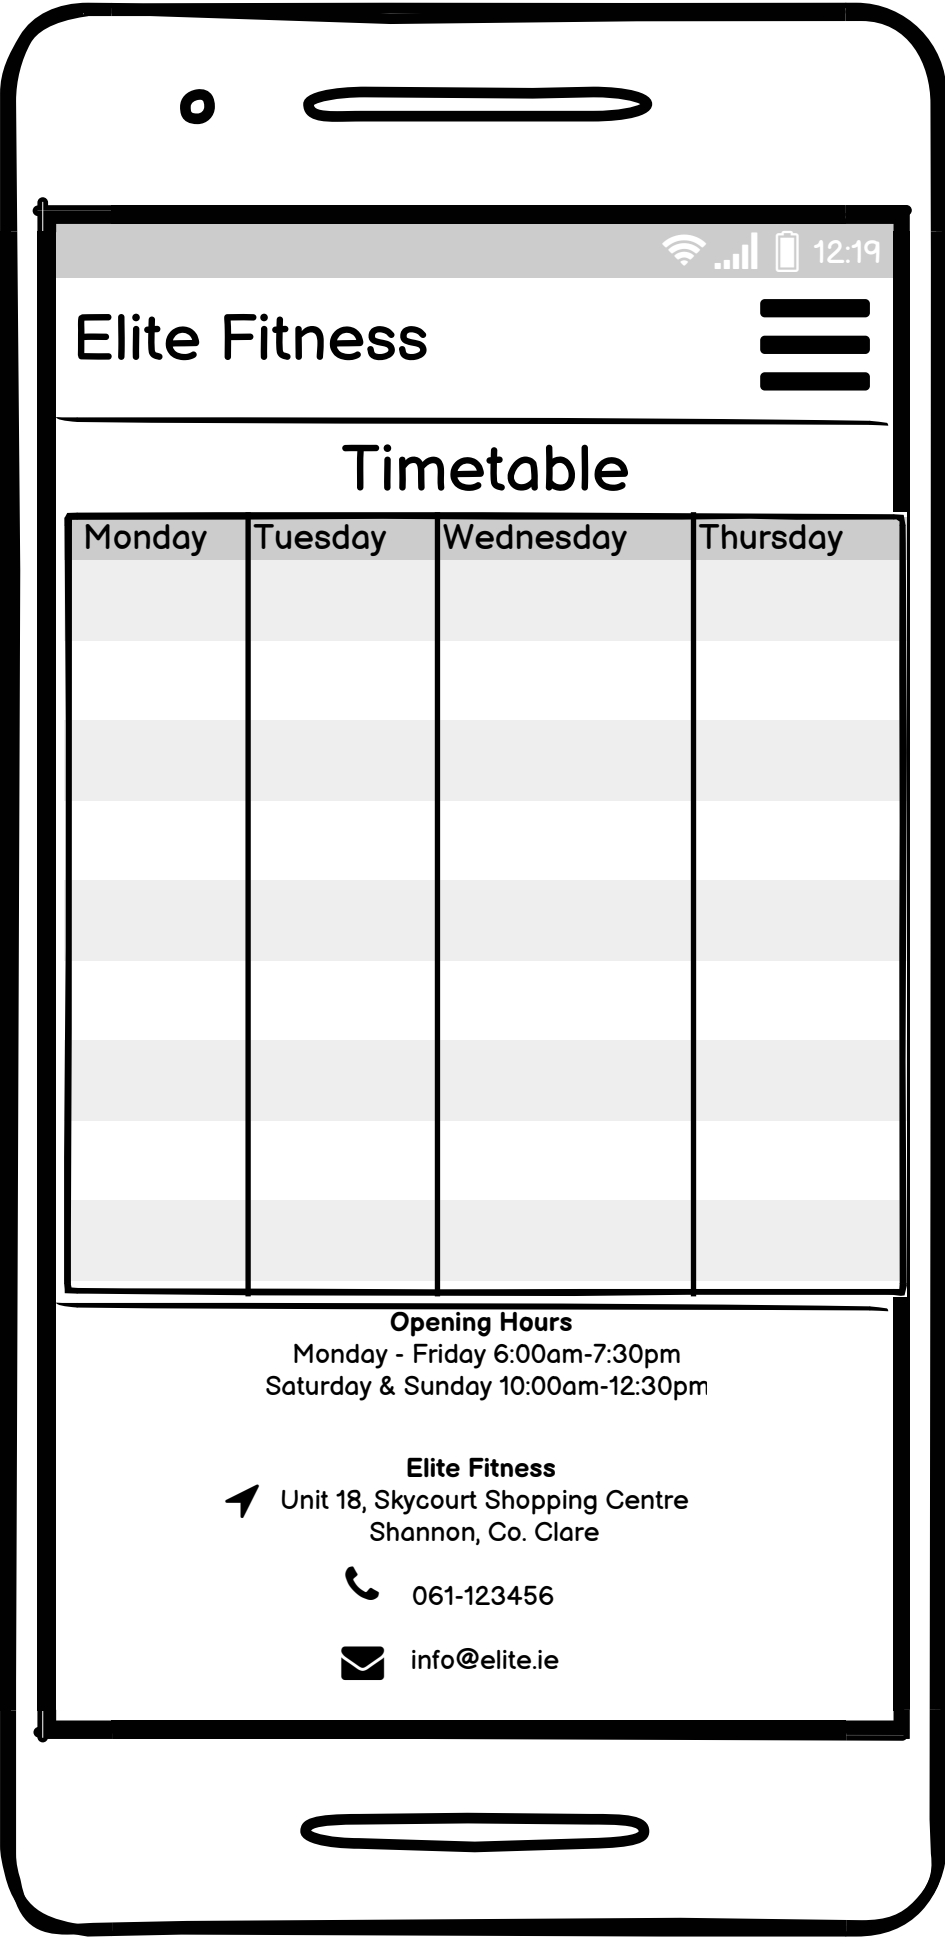 12:19
Elite Fitness
Timetable
Monday Tuesday Wednesday Thursday
Opening Hours
Monday - Friday 6:00am-7:30pm
Saturday & Sunday 10:00am-12:30pm
Elite Fitness
Unit 18, Skycourt Shopping Centre
Shannon, Co. Clare
061-123456
info@elite.ie